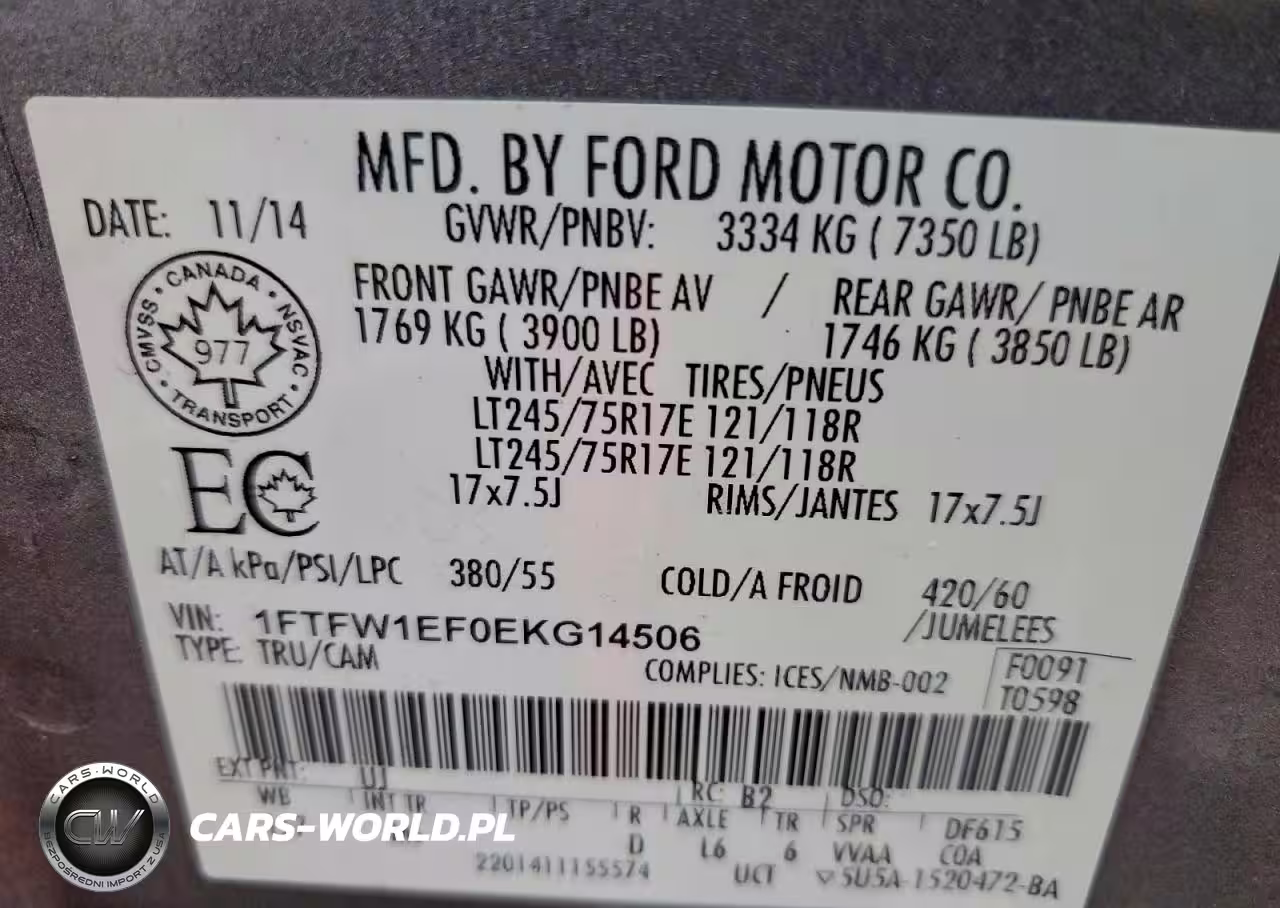 MFD. BY FORD MOTOR CO.
DATE: 11/14
GVWR/PNBV: 3334 KG ( 7350 LB)
FRONT GAWR/PNBE AV / REAR GAWR/ PNBE AR
1769 KG ( 3900 LB) 1746 KG ( 3850 LB)
CANADA · NSVAC · TRANSPORT · CMVSS ·
977
WITH/AVEC TIRES/PNEUS
LT245/75R17E 121/118R
LT245/75R17E 121/118R
EC
17x7.5J RIMS/JANTES 17x7.5J
AT/A kPa/PSI/LPC 380/55 COLD/A FROID 420/60
VIN: 1FTFW1EF0EKG14506 /JUMELEES
TYPE: TRU/CAM COMPLIES: ICES/NMB-002 F0091
T0598
EXT PNT: UJ RC: B2 DSO:
WB INT TR TP/PS R AXLE TR SPR DF615
D L6 6 VVAA COA
2201411155574 UCT 5U5A-1520472-BA
CARS-WORLD
CW
BEZPOŚREDNI IMPORT Z USA
CARS-WORLD.PL